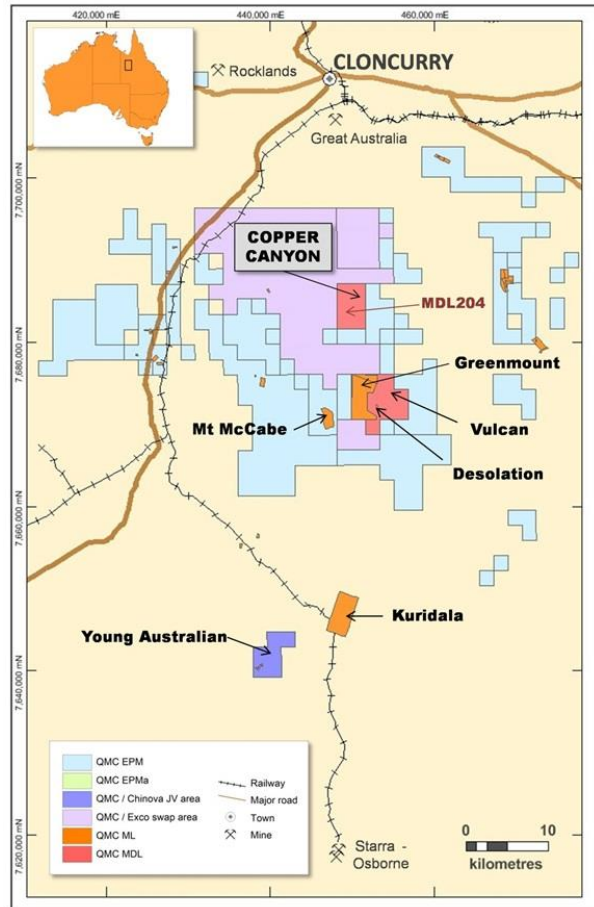 420,000 mE
440,000 mE
460,000 mE
CLONCURRY
Rocklands
Great Australia
7,700,000 mN
COPPER
CANYON
MDL204
7,680,000 mN
Greenmount
Mt McCabe
Vulcan
Desolation
7,660,000 mN
Kuridala
Young Australian
7,640,000 mN
QMC EPM
QMC EPMa
QMC / Chinova JV area
QMC / Exco swap area
QMC ML
QMC MDL
Railway
Major road
Town
Mine
7,620,000 mN
Starra -
Osborne
0 10
kilometres